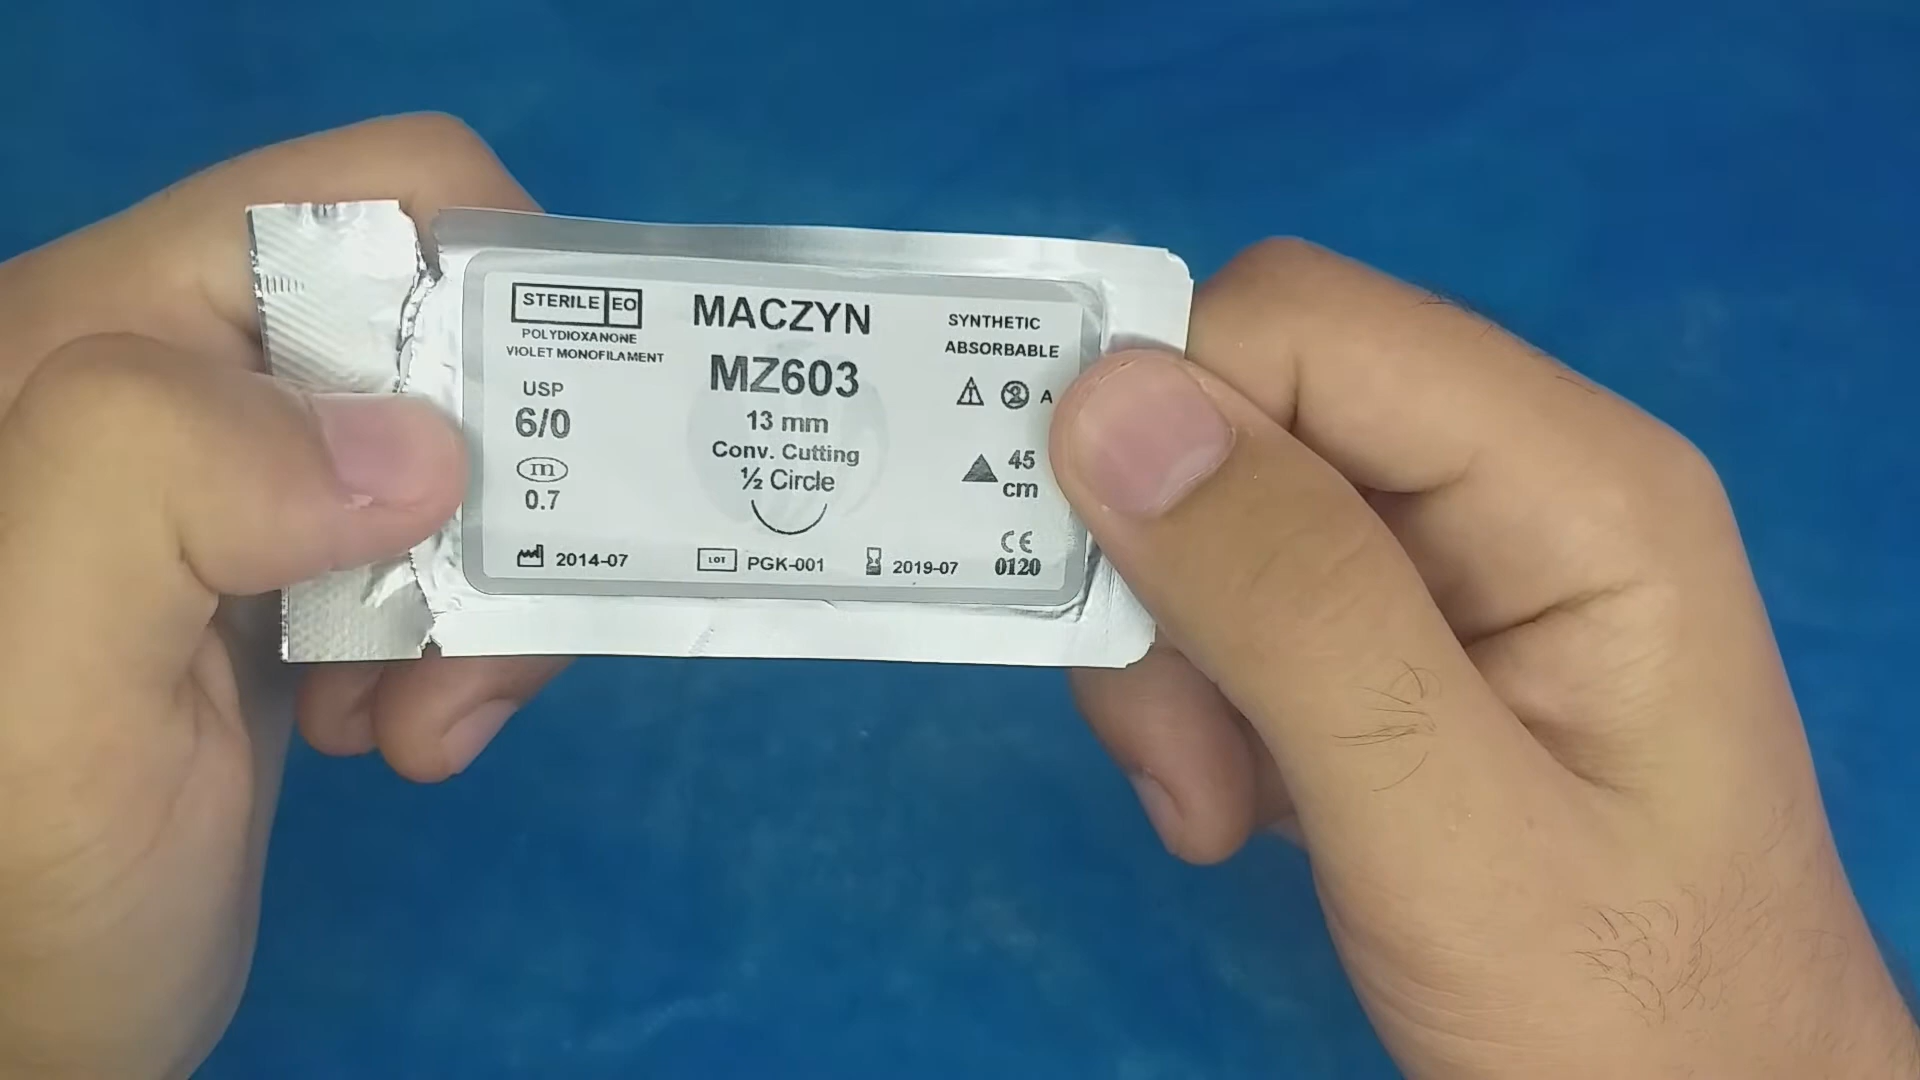 STERILE EO
POLYDIOXANONE
VIOLET MONOFILAMENT
USP
6/0
m
0.7
2014-07
MACZYN
MZ603
13 mm
Conv. Cutting
½ Circle
LOT PGK-001
2019-07
SYNTHETIC
ABSORBABLE
2 A
45
cm
CE
0120